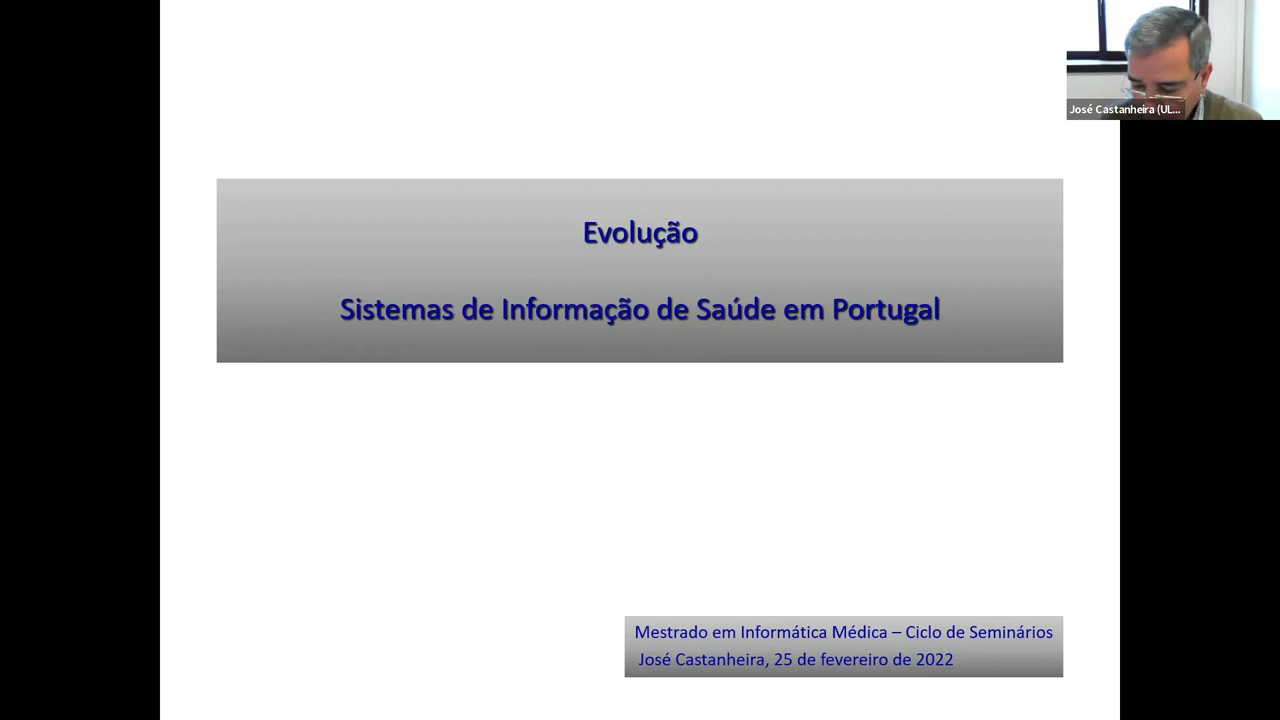 José Castanheira (UL...
Evolução
Sistemas de Informação de Saúde em Portugal
Mestrado em Informática Médica – Ciclo de Seminários
José Castanheira, 25 de fevereiro de 2022